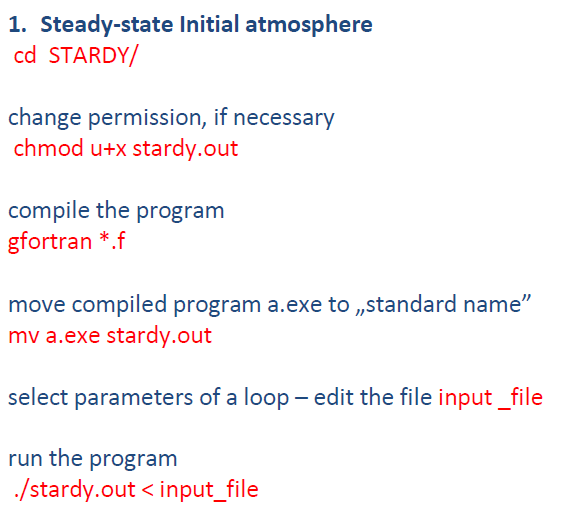 1. Steady-state Initial atmosphere
cd STARDY/
change permission, if necessary
chmod u+x stardy.out
compile the program
gfortran *.f
move compiled program a.exe to „standard name”
mv a.exe stardy.out
select parameters of a loop – edit the file input _file
run the program
./stardy.out < input_file